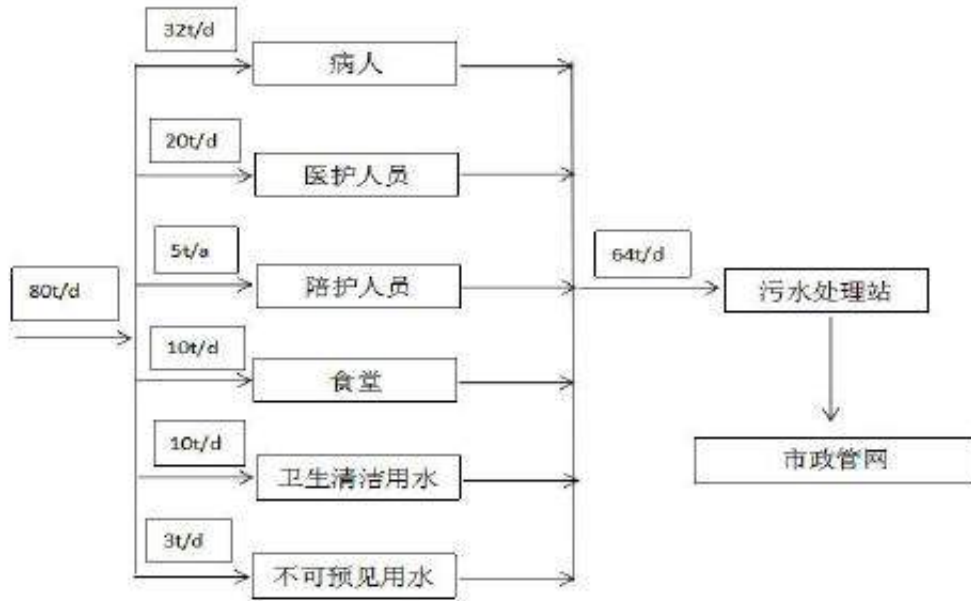 32t/d
病人
20t/d
医护人员
5t/a
陪护人员
64t/d
污水处理站
80t/d
10t/d
食堂
10t/d
卫生清洁用水
市政管网
3t/d
不可预见用水